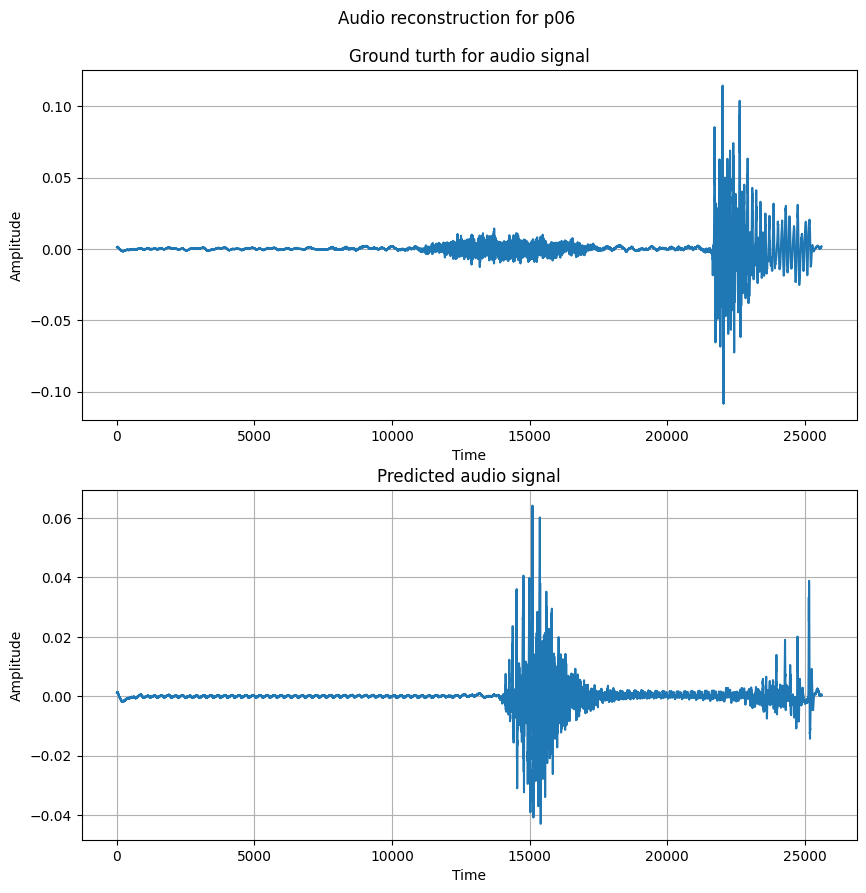 Audio reconstruction for p06
Ground turth for audio signal
0.10
0.05
0.00
−0.05
−0.10
Amplitude
0 5000 10000 15000 20000 25000
Time
Predicted audio signal
0.06
0.04
0.02
0.00
−0.02
−0.04
Amplitude
0 5000 10000 15000 20000 25000
Time